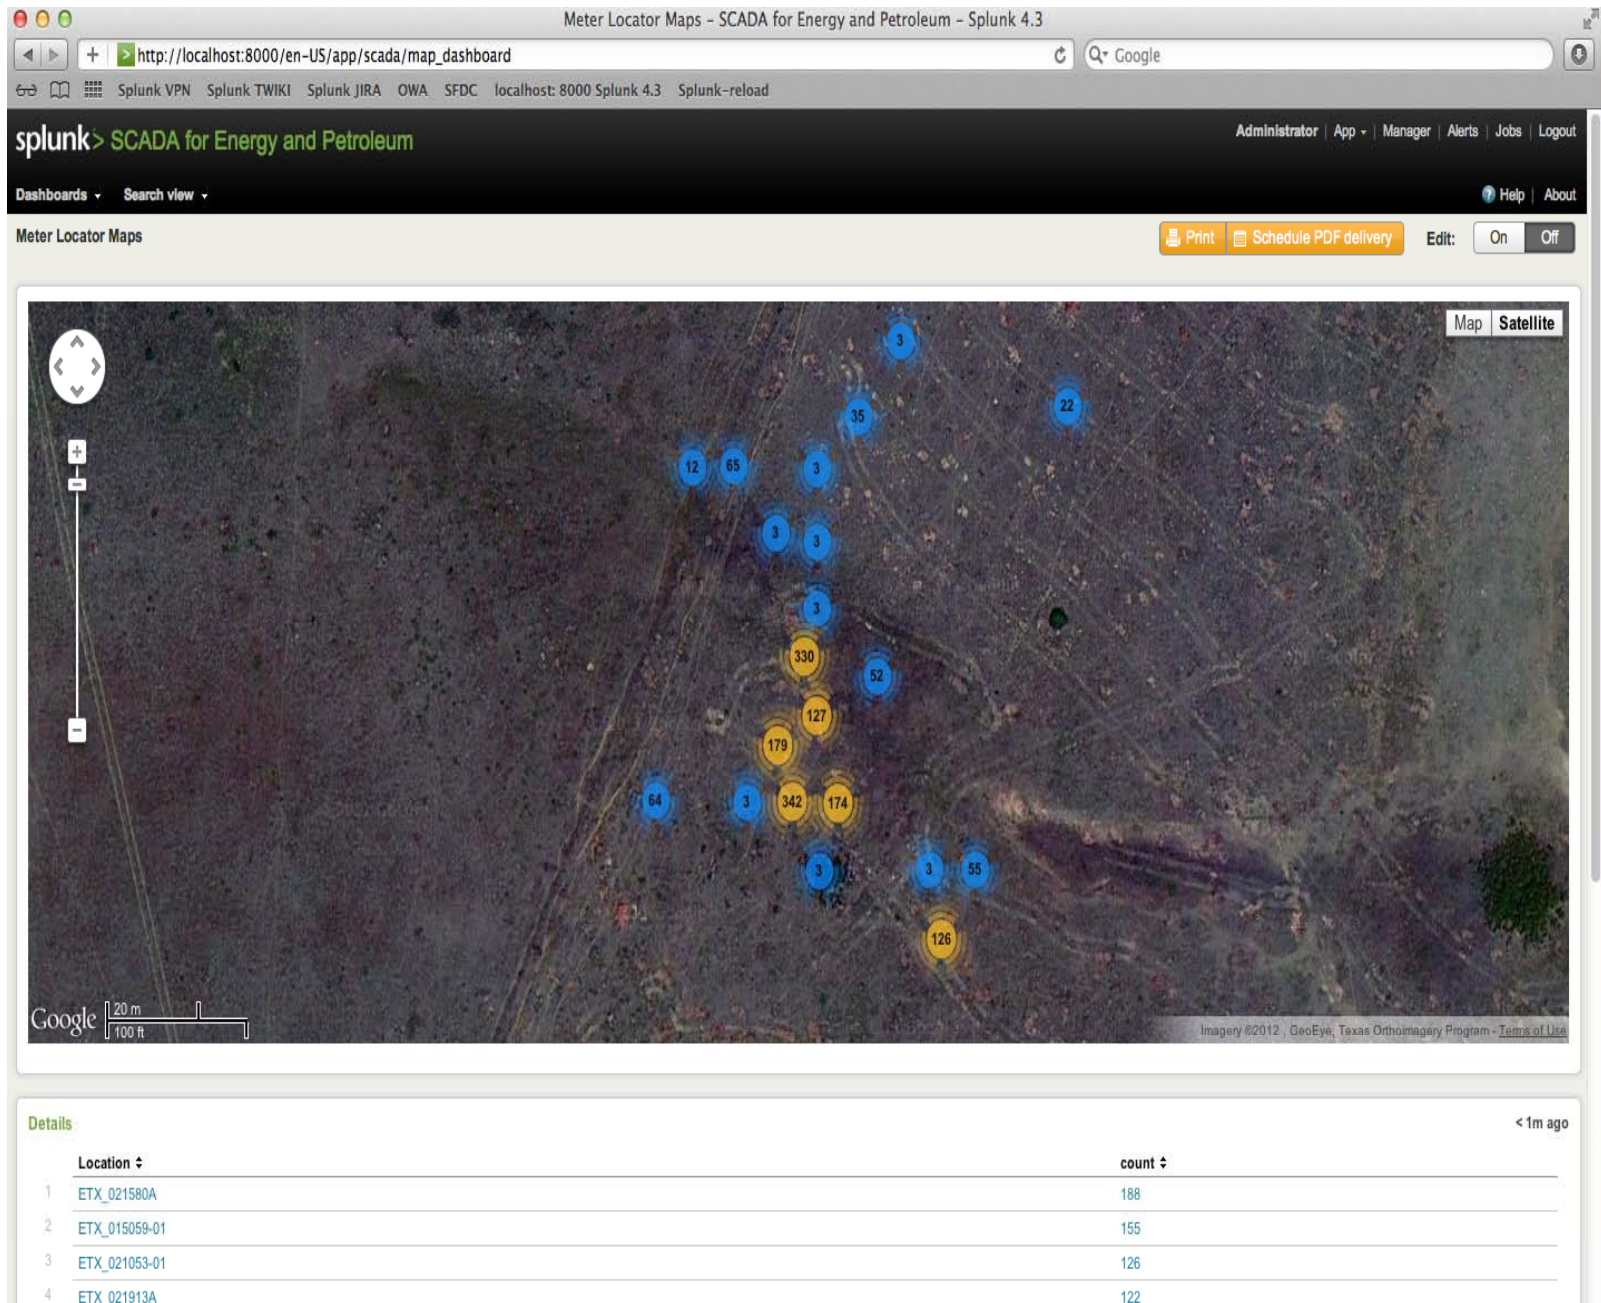 Meter Locator Maps – SCADA for Energy and Petroleum – Splunk 4.3
http://localhost:8000/en-US/app/scada/map_dashboard
Google
Splunk VPN Splunk TWIKI Splunk JIRA OWA SFDC localhost: 8000 Splunk 4.3 Splunk-reload
splunk> SCADA for Energy and Petroleum
Administrator | App | Manager | Alerts | Jobs | Logout
Dashboards Search view
? Help | About
Meter Locator Maps
Print Schedule PDF delivery Edit: On Off
Map Satellite
3
35
22
12 65 3
3 3
3
330
52
127
179
64 3 342 174
3 3 55
126
Google 20 m
100 ft
Imagery ©2012 , GeoEye, Texas Orthoimagery Program - Terms of Use
Details
< 1m ago
Location count
1 ETX_021580A 188
2 ETX_015059-01 155
3 ETX_021053-01 126
4 ETX_021913A 122